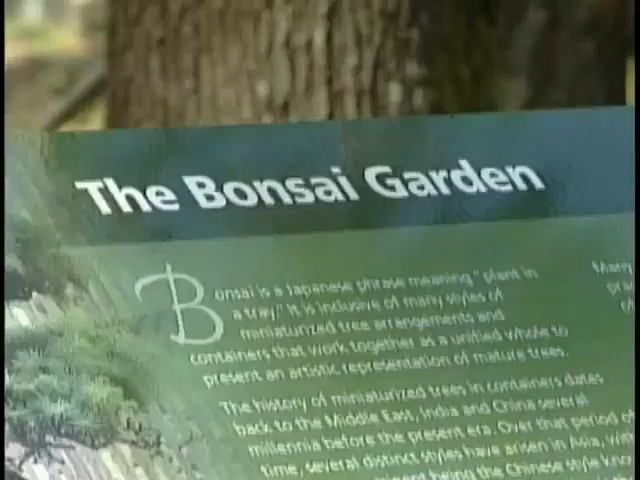 The Bonsai Garden
Bonsai is a Japanese phrase meaning "plant in
a tray." It is inclusive of many styles of
miniaturized tree arrangements and
containers that work together as a unified whole to
present an artistic representation of mature trees.
The history of miniaturized trees in containers dates
back to the Middle East, India and China several
millennia before the present era. Over that period of
time, several distinct styles have arisen in Asia, with
being the Chinese style
Many